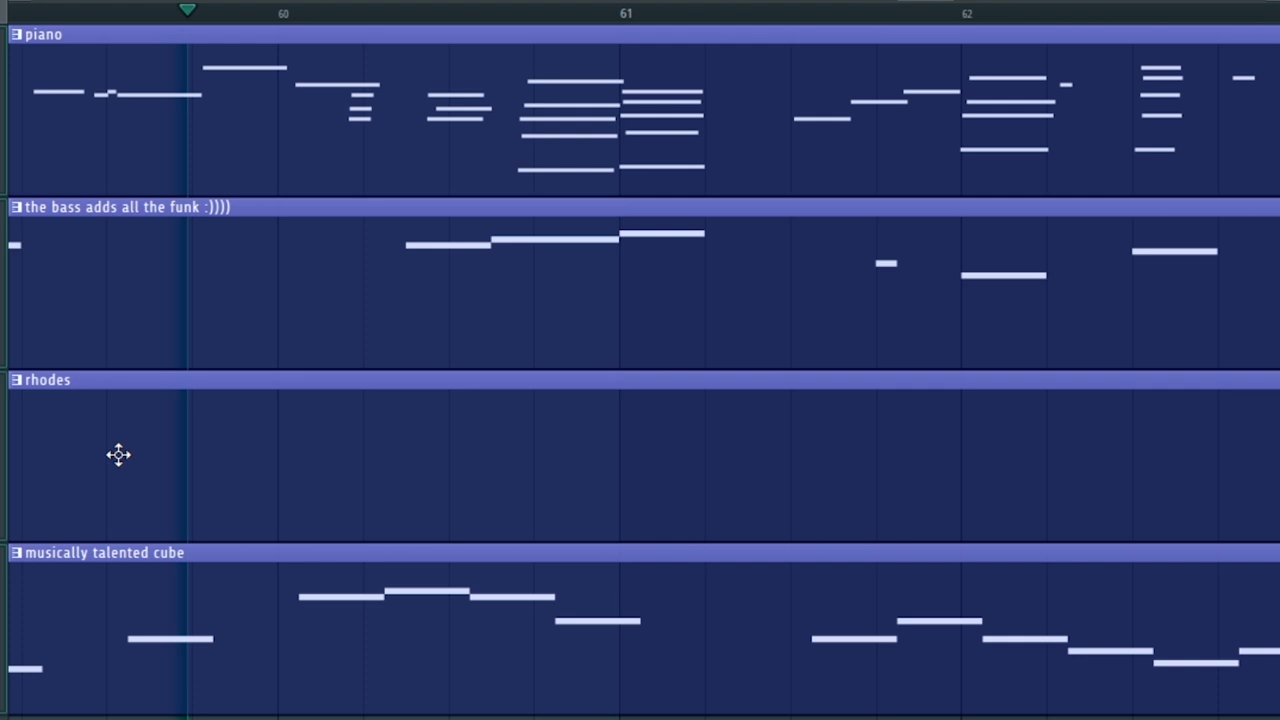 60 61 62
piano
the bass adds all the funk :))))
rhodes
musically talented cube